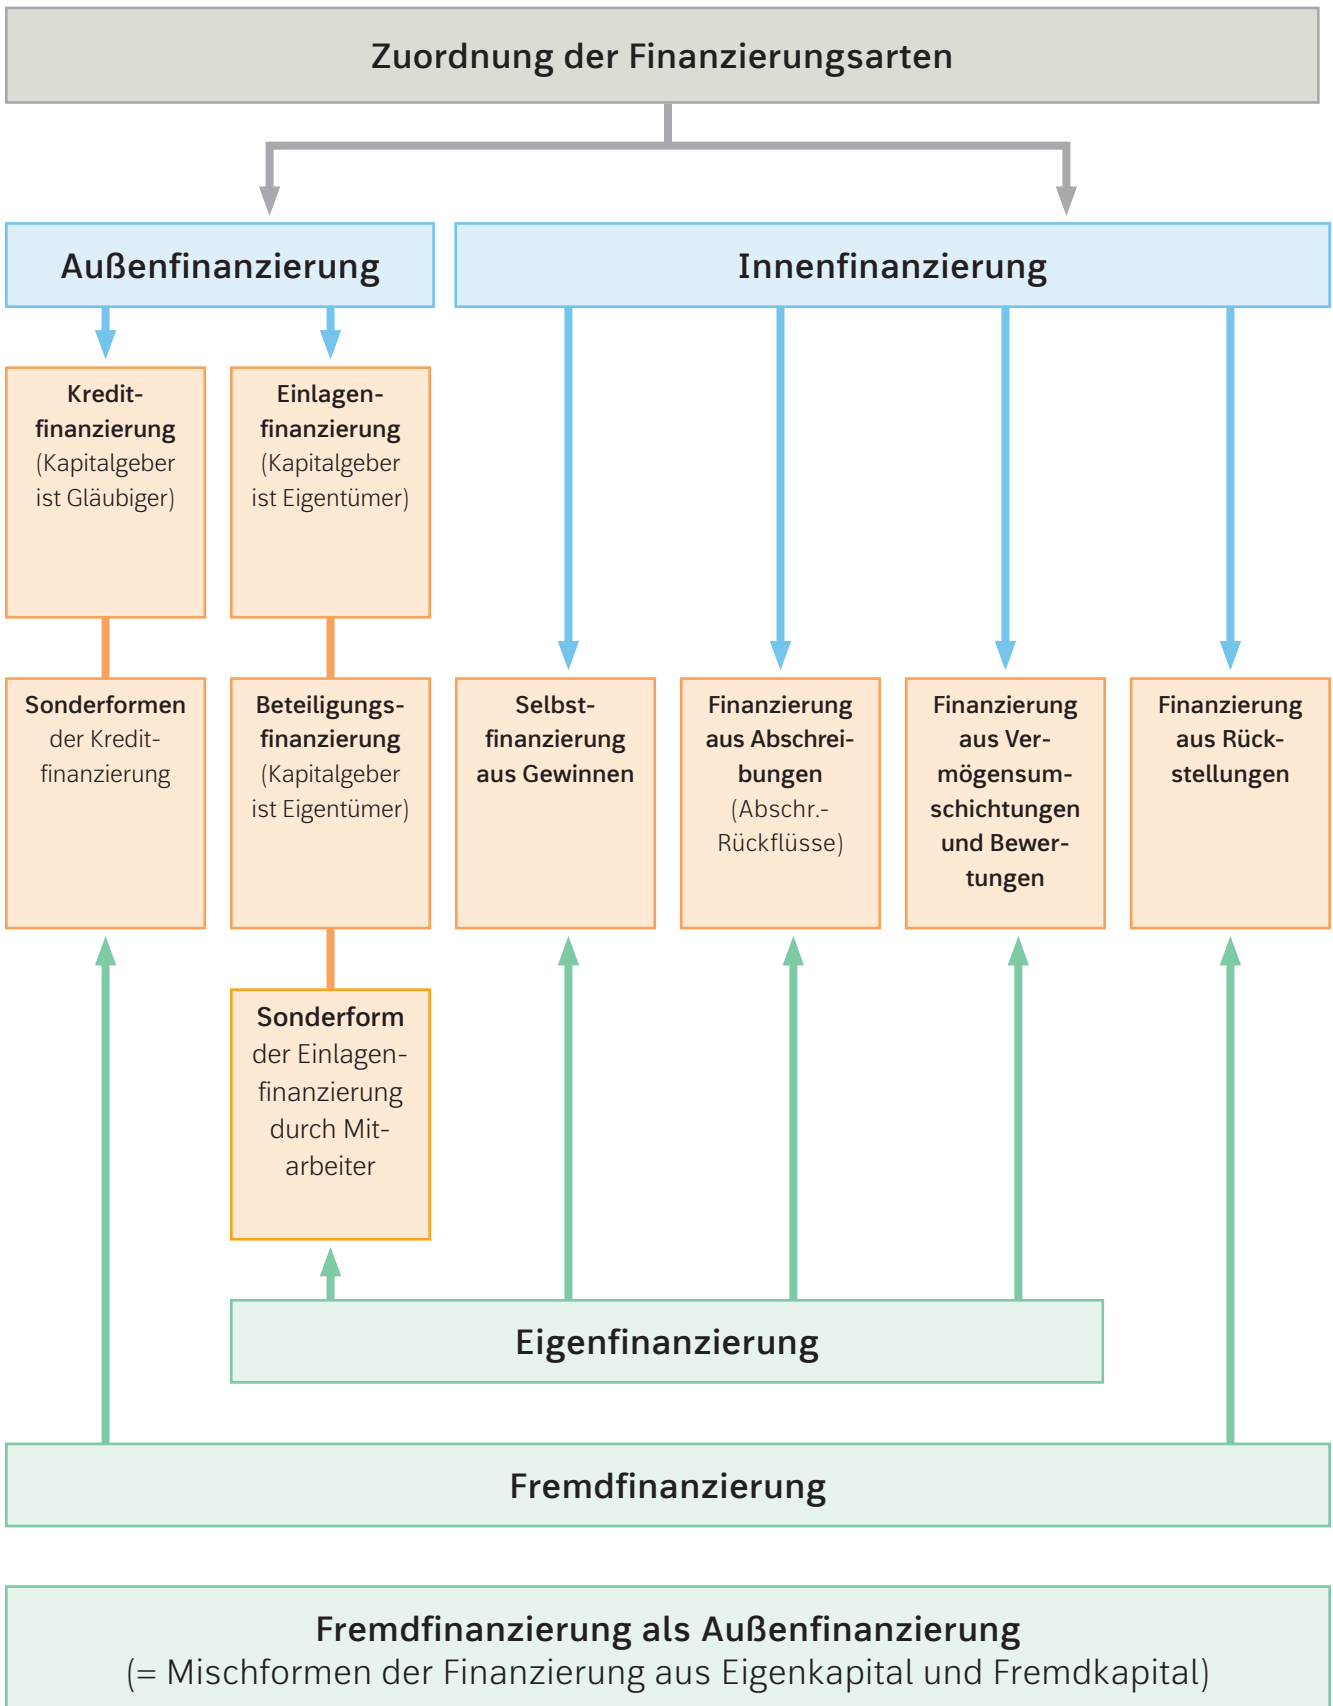 Zuordnung der Finanzierungsarten
Außenfinanzierung
Innenfinanzierung
Kredit-
finanzierung
(Kapitalgeber
ist Gläubiger)
Einlagen-
finanzierung
(Kapitalgeber
ist Eigentümer)
Sonderformen
der Kredit-
finanzierung
Beteiligungs-
finanzierung
(Kapitalgeber
ist Eigentümer)
Selbst-
finanzierung
aus Gewinnen
Finanzierung
aus Abschrei-
bungen
(Abschr.-
Rückflüsse)
Finanzierung
aus Ver-
mögensum-
schichtungen
und Bewer-
tungen
Finanzierung
aus Rück-
stellungen
Sonderform
der Einlagen-
finanzierung
durch Mit-
arbeiter
Eigenfinanzierung
Fremdfinanzierung
Fremdfinanzierung als Außenfinanzierung
(= Mischformen der Finanzierung aus Eigenkapital und Fremdkapital)